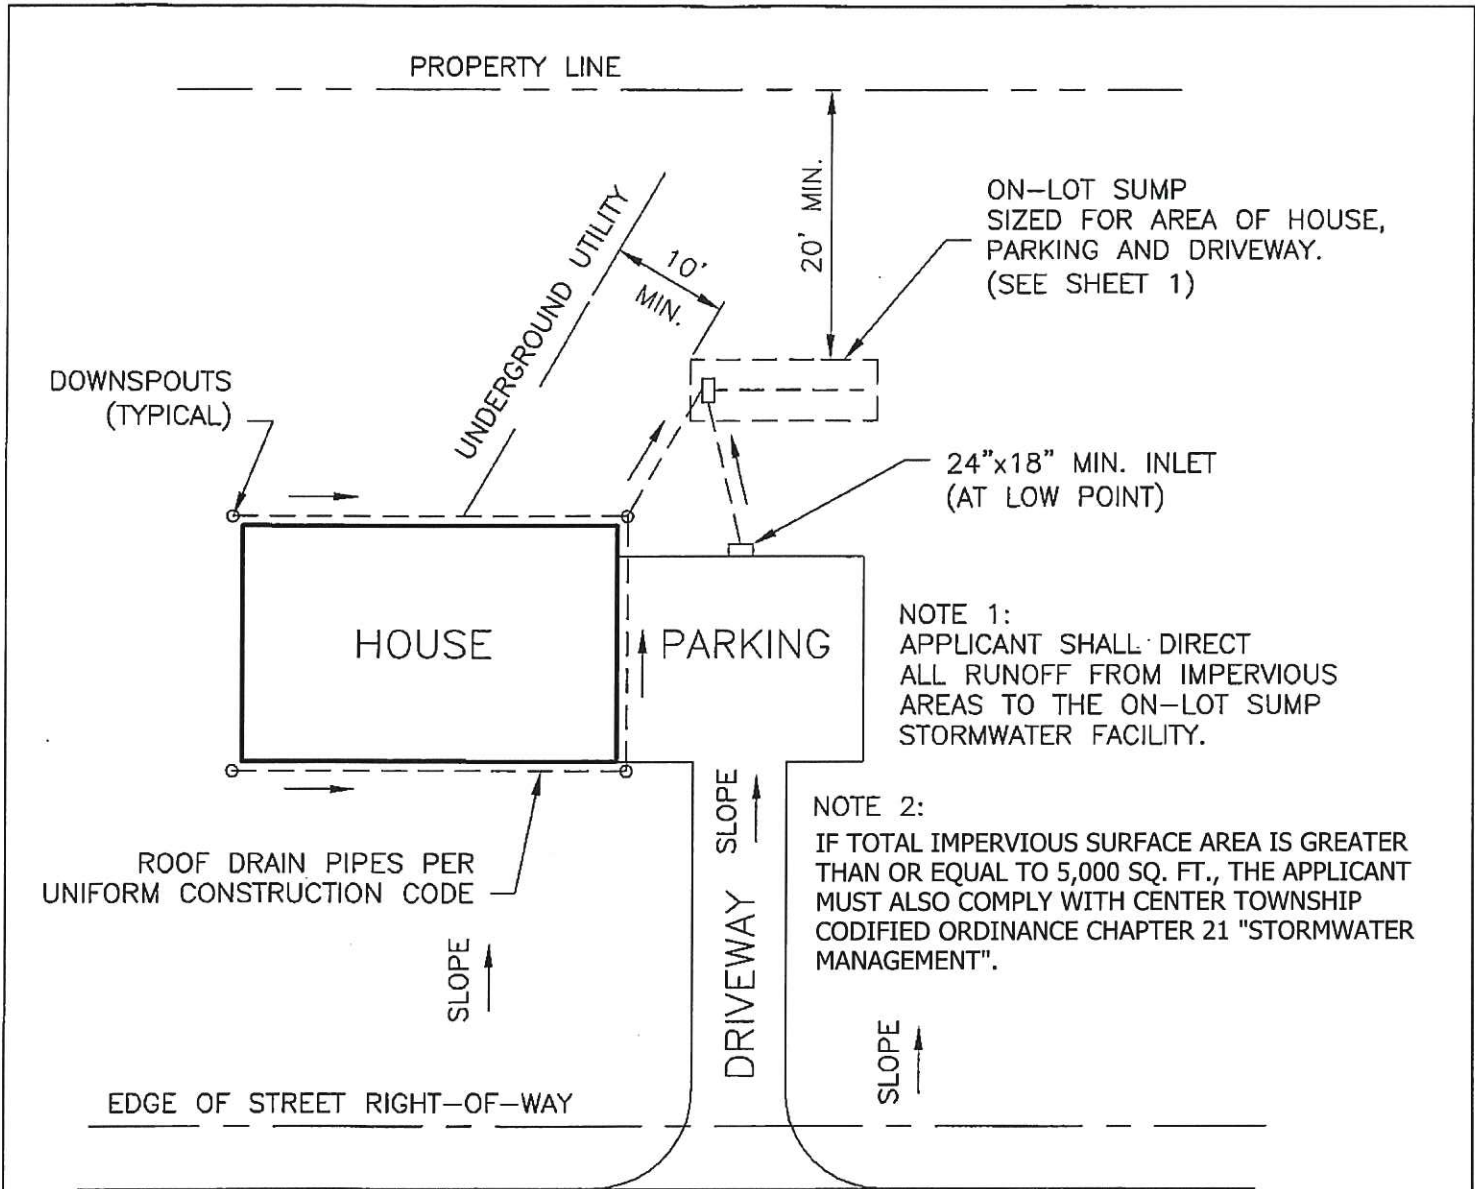 PROPERTY LINE
20' MIN.
ON-LOT SUMP
SIZED FOR AREA OF HOUSE,
PARKING AND DRIVEWAY.
(SEE SHEET 1)
UNDERGROUND UTILITY
10'
MIN.
DOWNSPOUTS
(TYPICAL)
24"x18" MIN. INLET
(AT LOW POINT)
HOUSE
PARKING
NOTE 1:
APPLICANT SHALL DIRECT
ALL RUNOFF FROM IMPERVIOUS
AREAS TO THE ON-LOT SUMP
STORMWATER FACILITY.
SLOPE
NOTE 2:
IF TOTAL IMPERVIOUS SURFACE AREA IS GREATER
THAN OR EQUAL TO 5,000 SQ. FT., THE APPLICANT
MUST ALSO COMPLY WITH CENTER TOWNSHIP
CODIFIED ORDINANCE CHAPTER 21 "STORMWATER
MANAGEMENT".
ROOF DRAIN PIPES PER
UNIFORM CONSTRUCTION CODE
SLOPE
DRIVEWAY
SLOPE
EDGE OF STREET RIGHT-OF-WAY